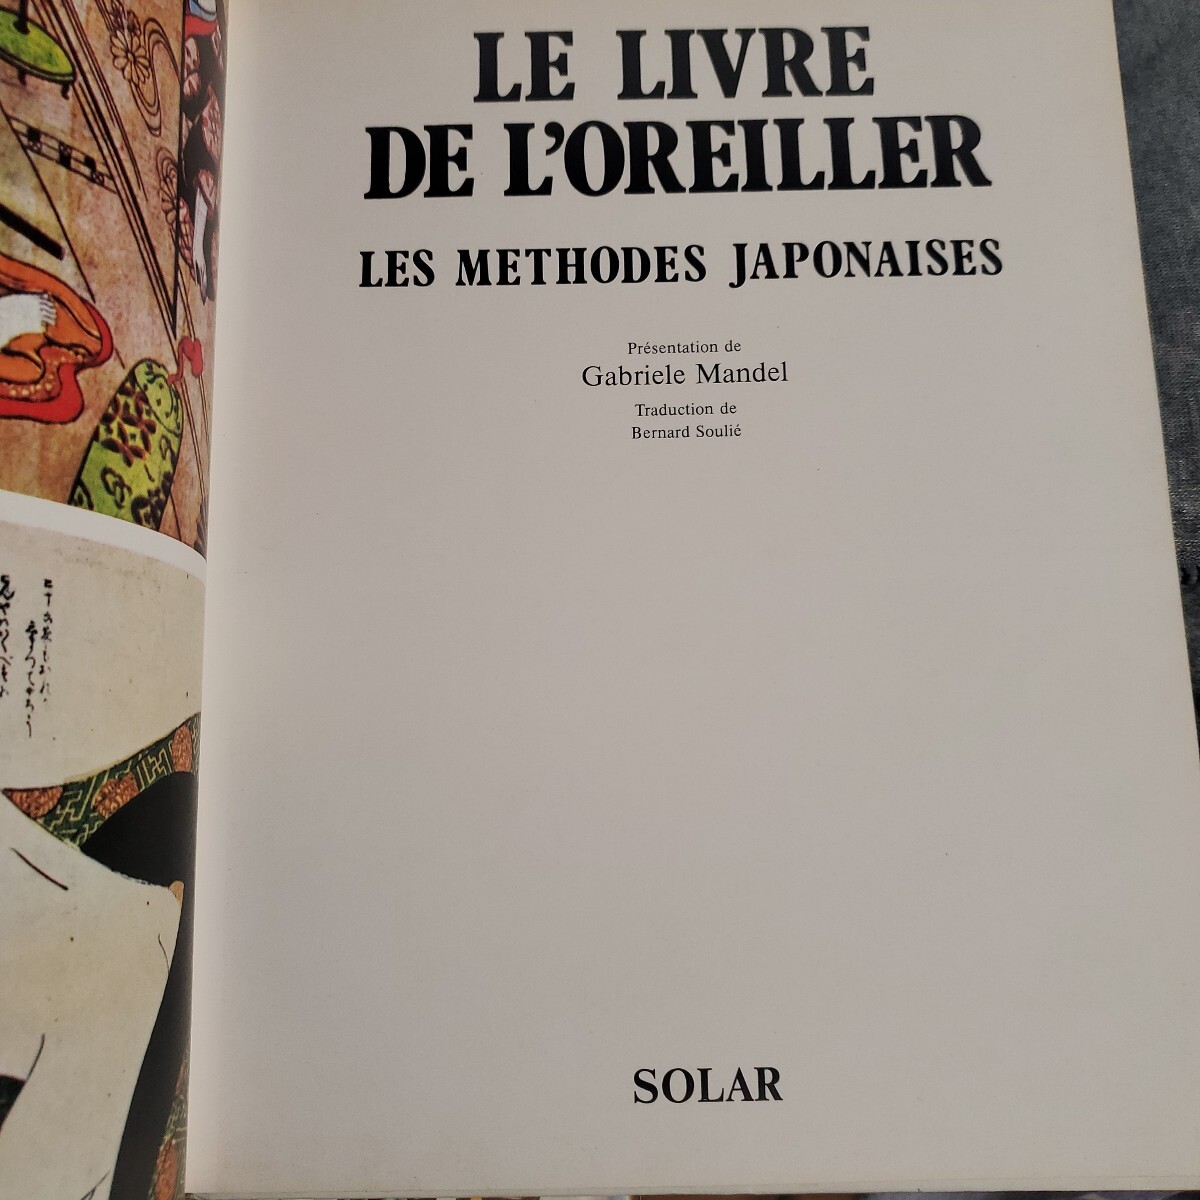 LE LIVRE
DE L'OREILLER
LES METHODES JAPONAISES
Présentation de
Gabriele Mandel
Traduction de
Bernard Soulié
SOLAR